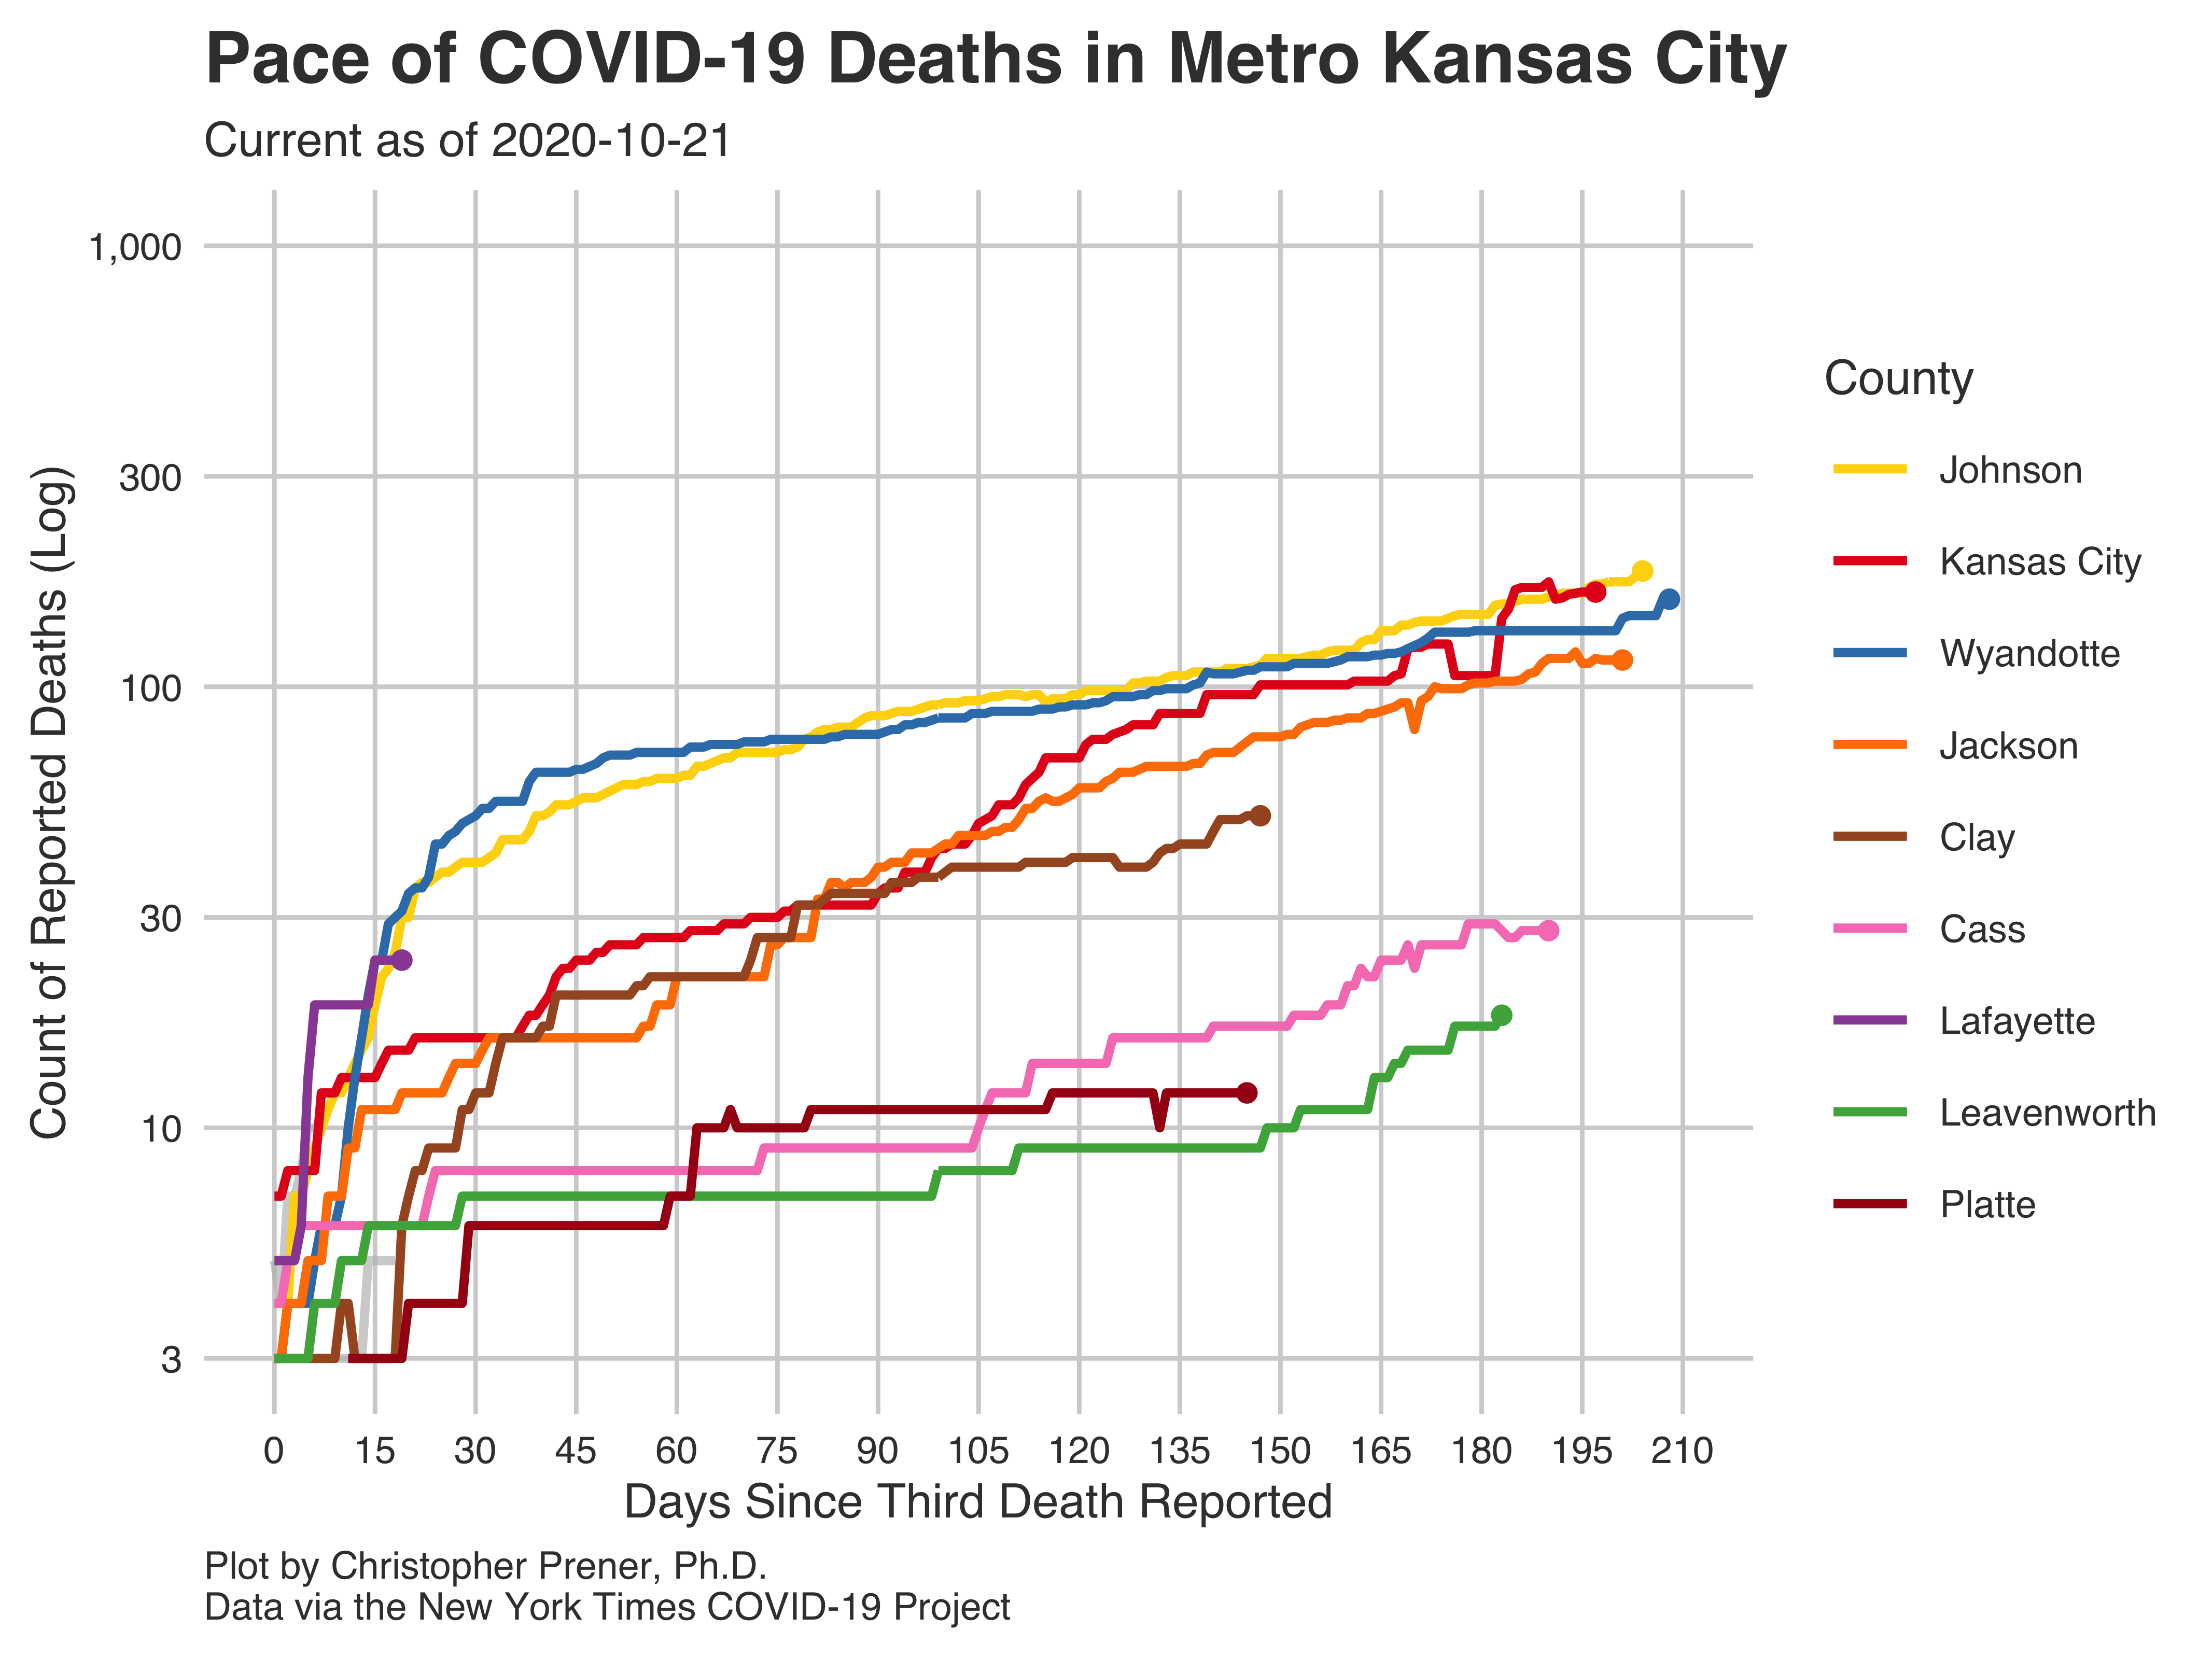 Pace of COVID-19 Deaths in Metro Kansas City
Current as of 2020-10-21
Count of Reported Deaths (Log)
1,000
300
100
30
10
3
0 15 30 45 60 75 90 105 120 135 150 165 180 195 210
Days Since Third Death Reported
County
Johnson
Kansas City
Wyandotte
Jackson
Clay
Cass
Lafayette
Leavenworth
Platte
Plot by Christopher Prener, Ph.D.
Data via the New York Times COVID-19 Project